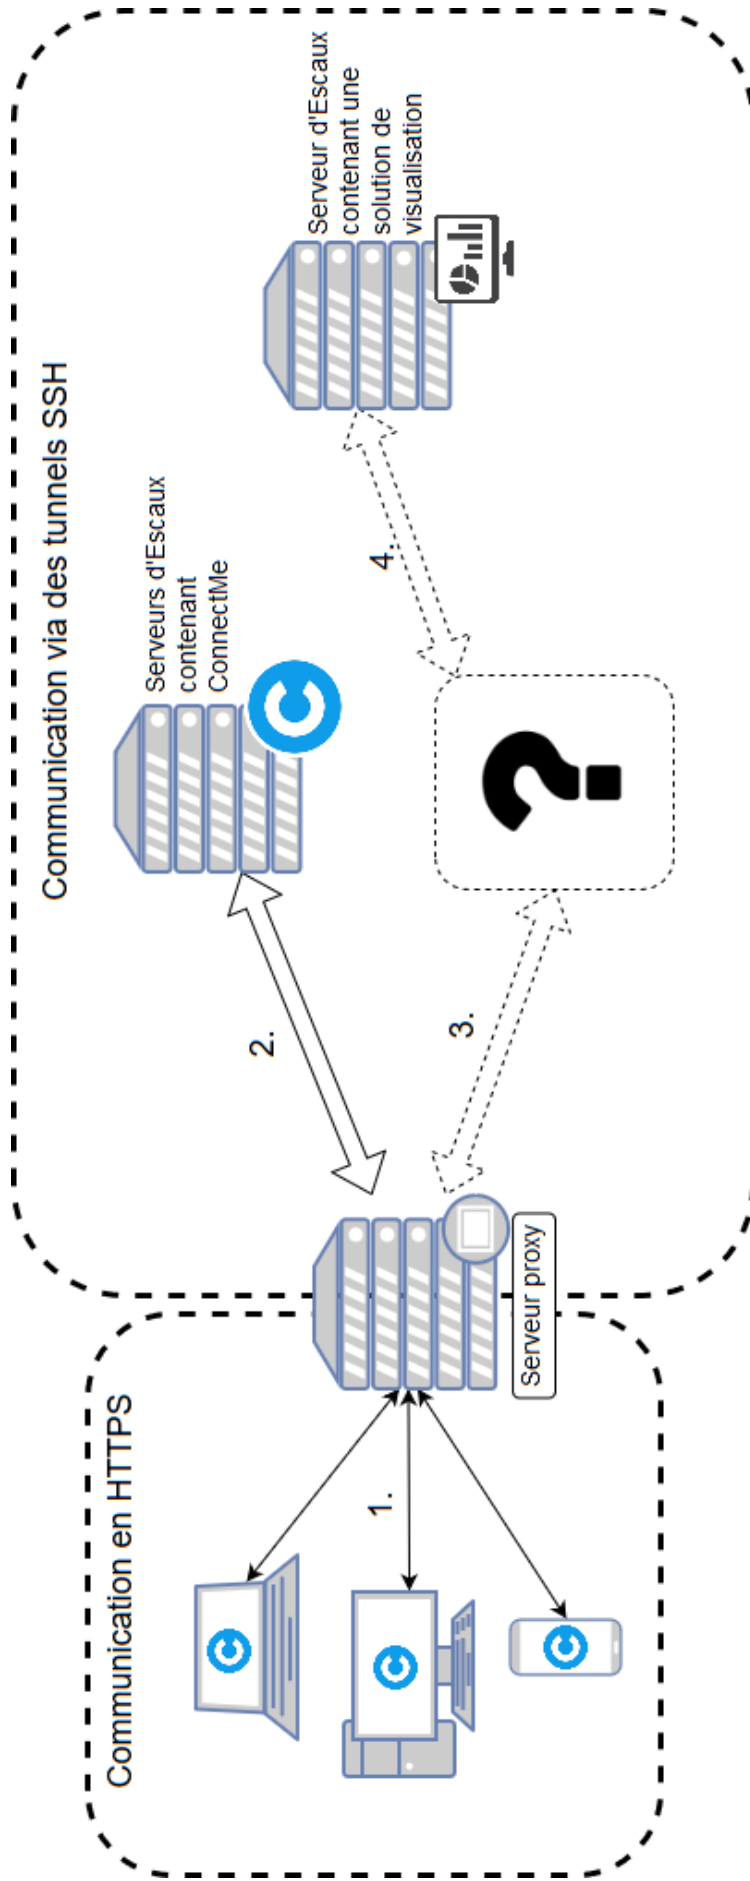 Communication en HTTPS
Communication via des tunnels SSH
1.
Serveur proxy
2.
3.
Serveurs d'Escaux
contenant
ConnectMe
?
4.
Serveur d'Escaux
contenant une
solution de
visualisation